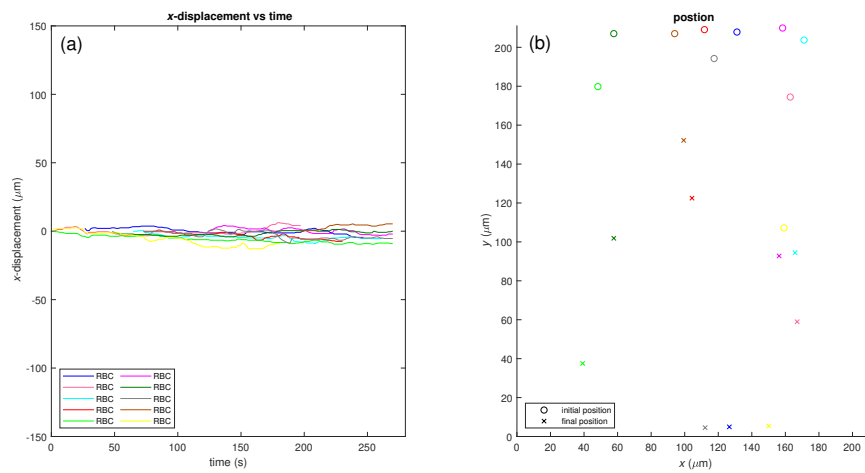 x-displacement vs time
(a)
150
100
50
0
-50
-100
-150
x-displacement (μm)
RBC RBC
RBC RBC
RBC RBC
RBC RBC
RBC RBC
0 50 100 150 200 250
time (s)
postion
(b)
200
180
160
140
120
100
80
60
40
20
0
y (μm)
initial position
final position
0 20 40 60 80 100 120 140 160 180 200
x (μm)